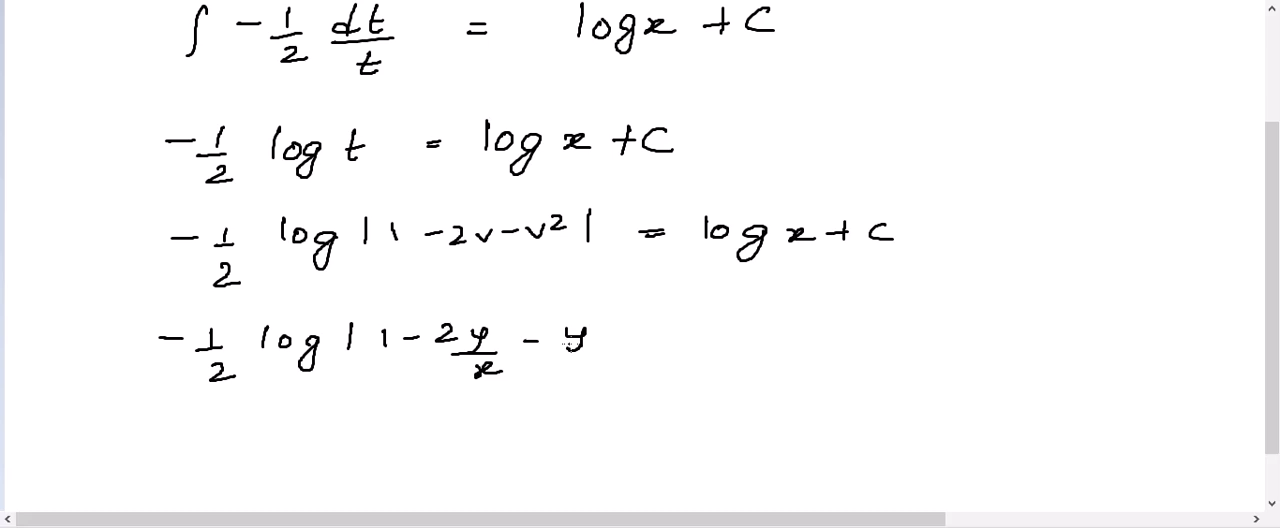 ∫ -1/2 dt/t = log x + C
-1/2 log t = log x + C
-1/2 log |1 - 2v - v² | = log x + C
-1/2 log | 1 - 2y/x - y